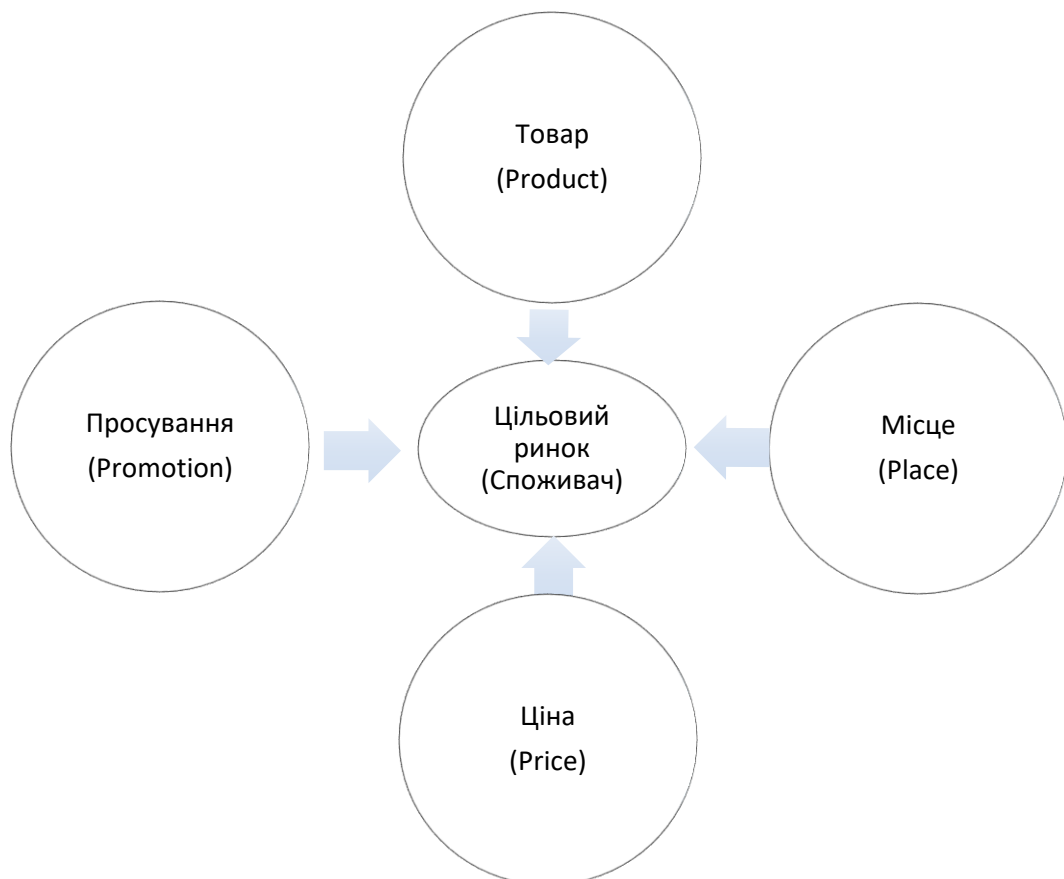 Товар
(Product)
Просування
(Promotion)
Цільовий
ринок
(Споживач)
Місце
(Place)
Ціна
(Price)